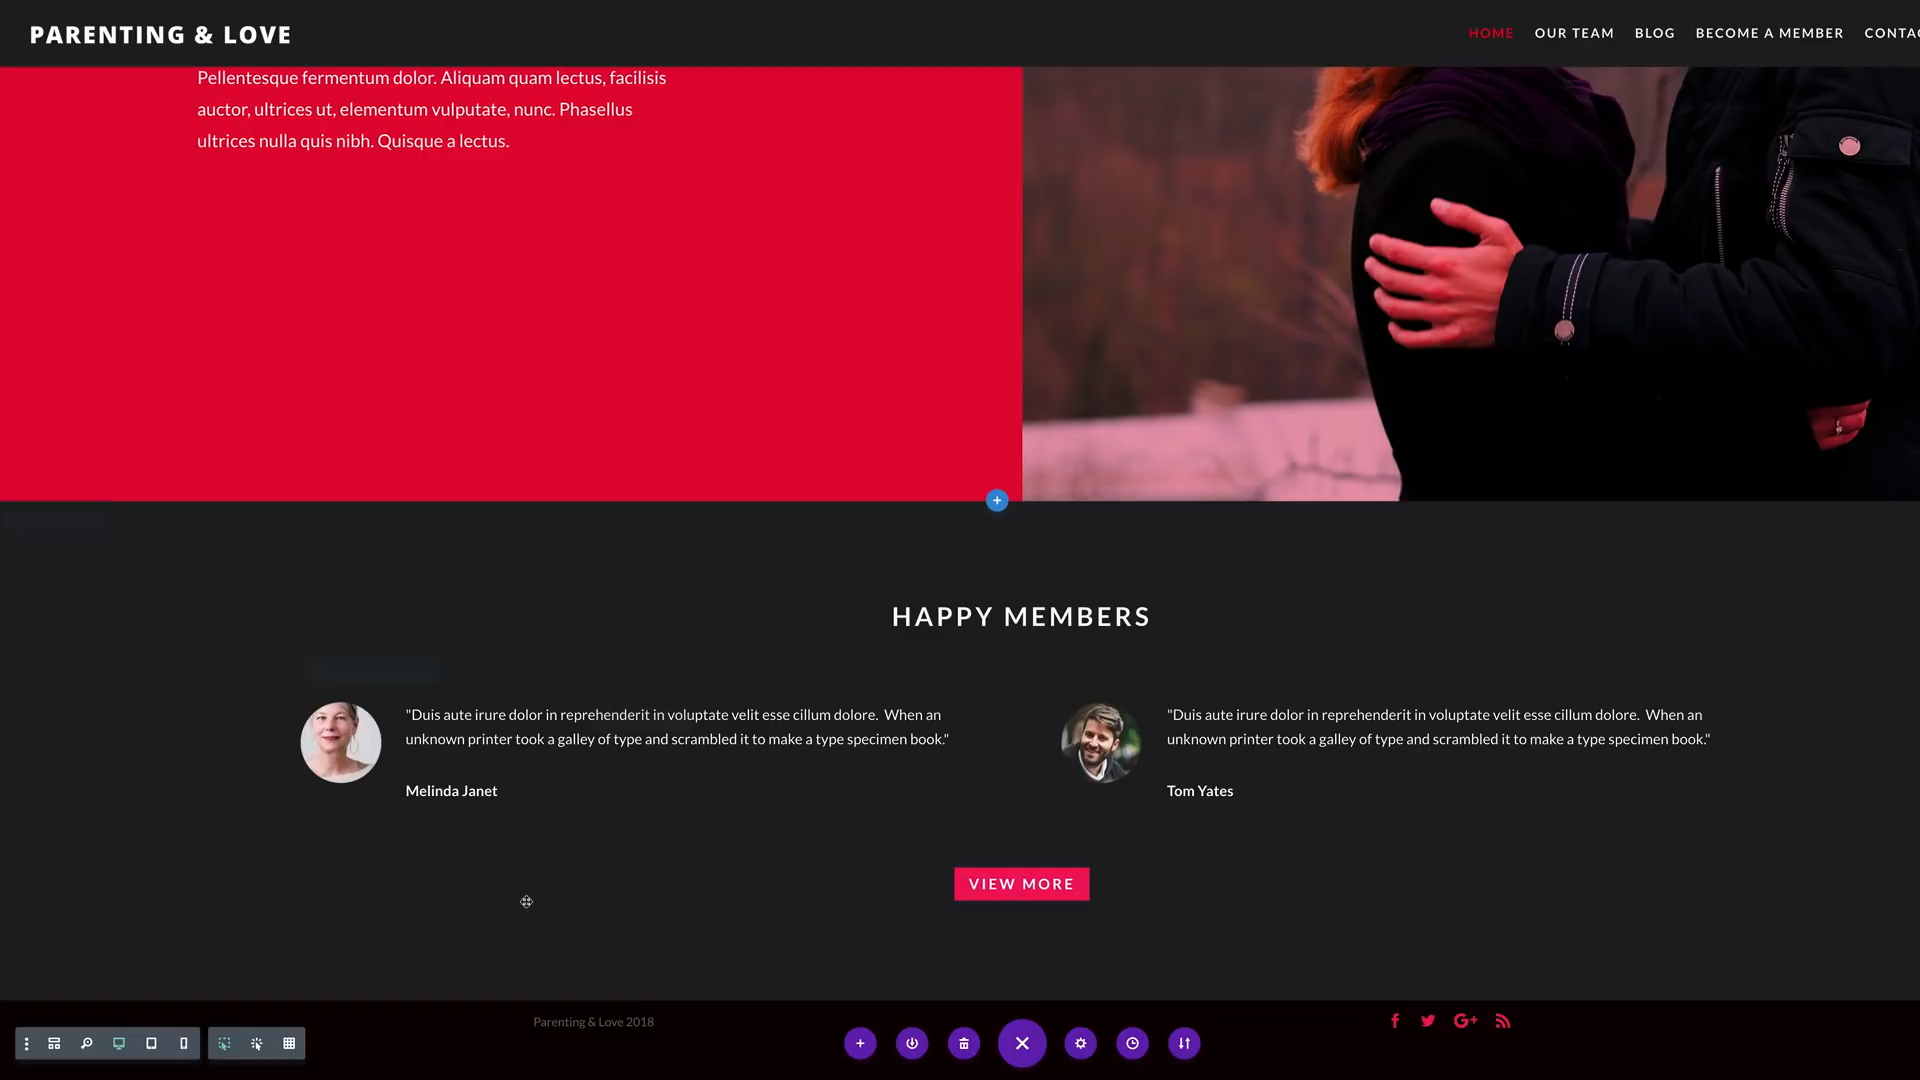 PARENTING & LOVE
HOME OUR TEAM BLOG BECOME A MEMBER
Pellentesque fermentum dolor. Aliquam quam lectus, facilisis
auctor, ultrices ut, elementum vulputate, nunc. Phasellus
ultrices nulla quis nibh. Quisque a lectus.
HAPPY MEMBERS
"Duis aute irure dolor in reprehenderit in voluptate velit esse cillum dolore.  When an
unknown printer took a galley of type and scrambled it to make a type specimen book."
Melinda Janet
"Duis aute irure dolor in reprehenderit in voluptate velit esse cillum dolore.  When an
unknown printer took a galley of type and scrambled it to make a type specimen book."
Tom Yates
VIEW MORE
Parenting & Love 2018